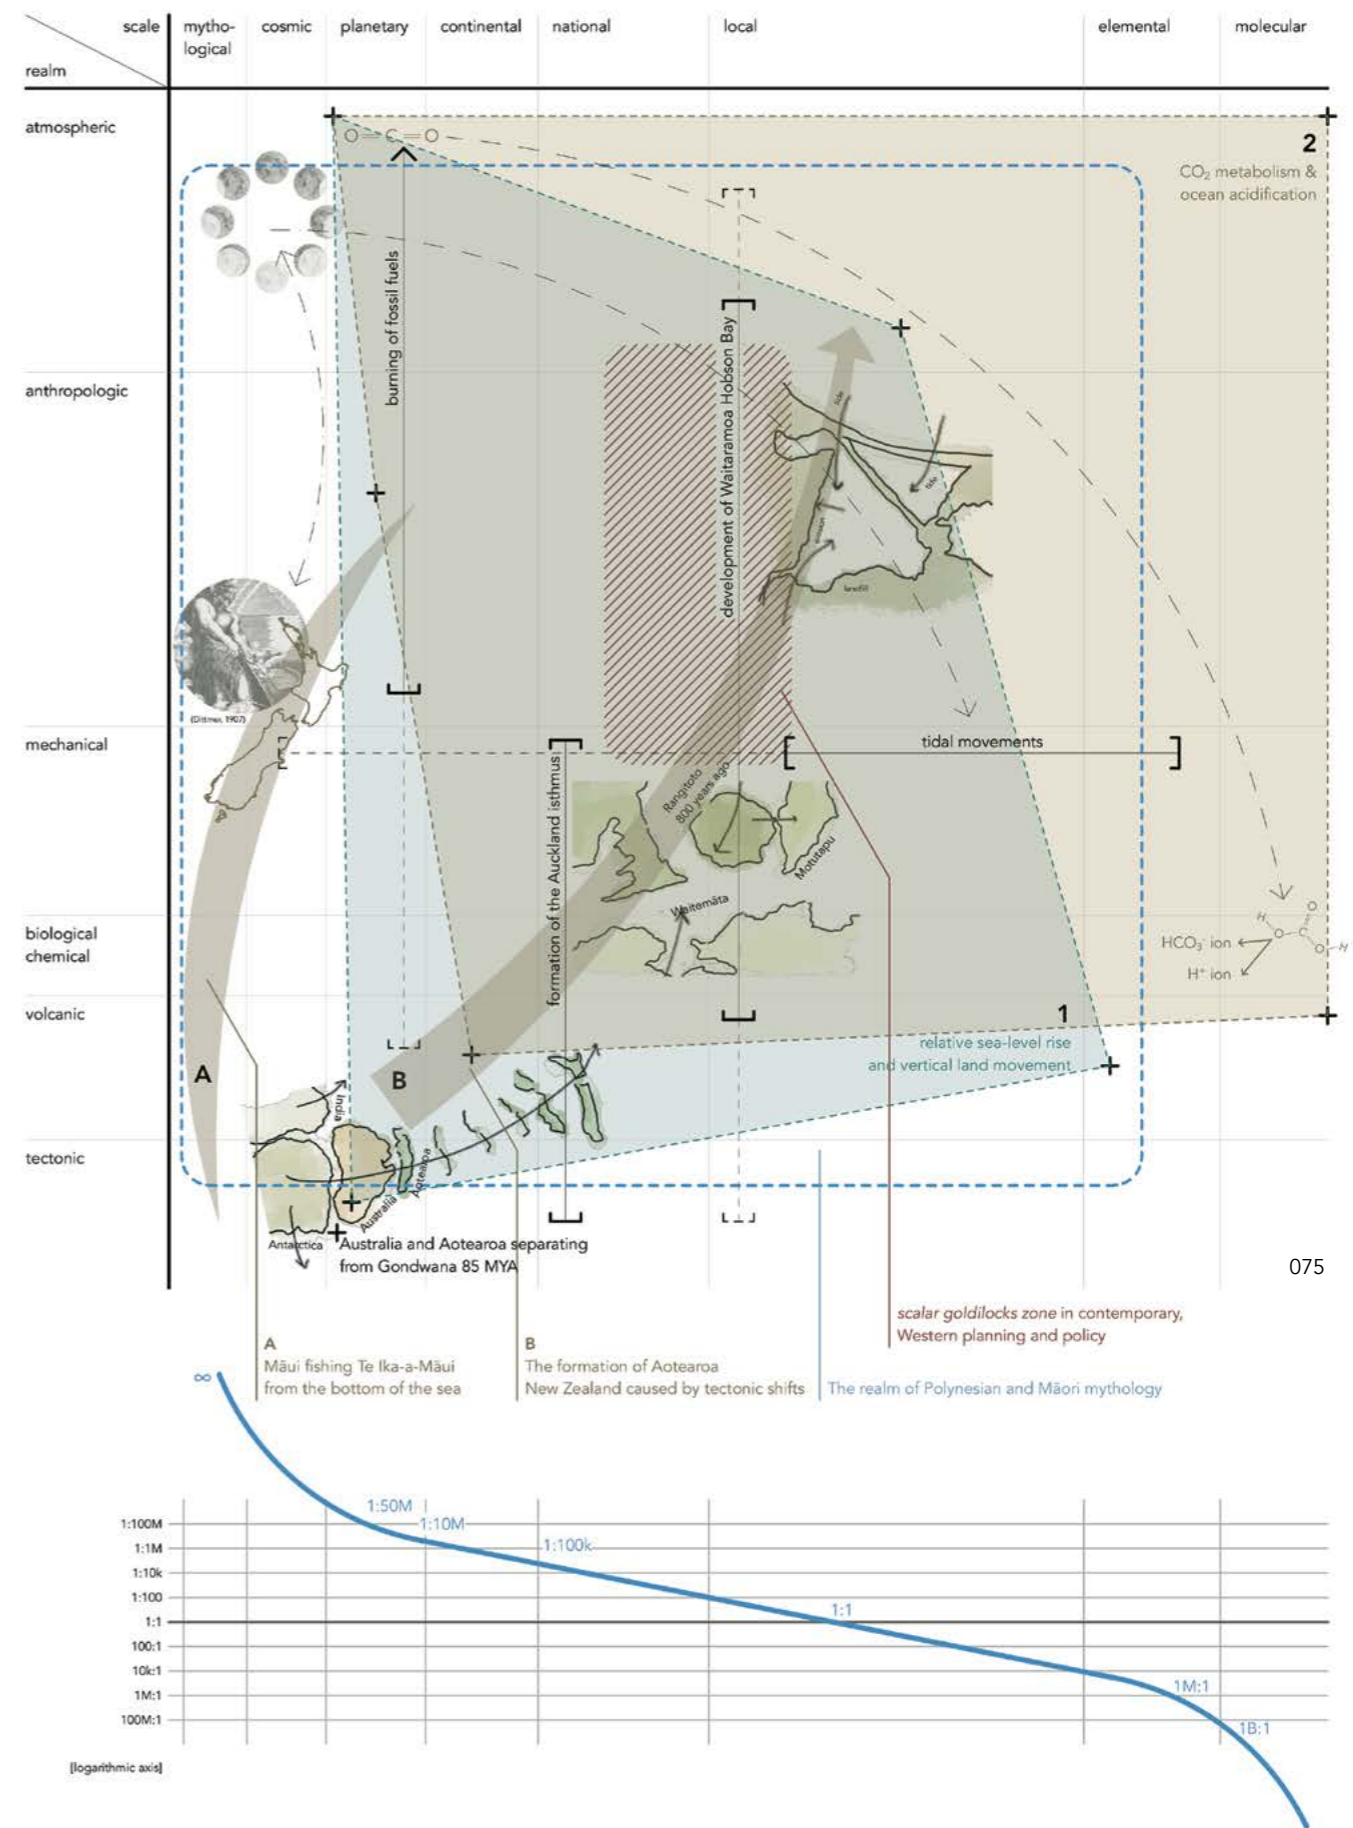 scale
mytho-
logical
cosmic
planetary
continental
national
local
elemental
molecular
realm
atmospheric
O=C=O
2
CO₂ metabolism &
ocean acidification
burning of fossil fuels
development of Waitaramoa Hobson Bay
anthropologic
tide
tide
landfill
(Dittmer, 1907)
mechanical
tidal movements
formation of the Auckland isthmus
Rangitoto
800 years ago
Motutapu
Waitemāta
biological
chemical
H
O
C
O
O
H
HCO₃⁻ ion
H⁺ ion
volcanic
1
relative sea-level rise
and vertical land movement
A
B
India
tectonic
Aotearoa
Australia
Antarctica
Australia and Aotearoa separating
from Gondwana 85 MYA
075
scalar goldilocks zone in contemporary,
Western planning and policy
A
Māui fishing Te Ika-a-Māui
from the bottom of the sea
B
The formation of Aotearoa
New Zealand caused by tectonic shifts
The realm of Polynesian and Māori mythology
∞
1:50M
1:10M
1:100k
1:1
1M:1
1B:1
1:100M
1:1M
1:10k
1:100
1:1
100:1
10k:1
1M:1
100M:1
[logarithmic axis]